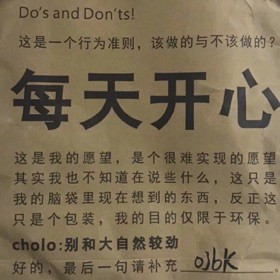 Do's and Don'ts!
这是一个行为准则，该做的与不该做的？
每天开心
这是我的愿望，是个很难实现的愿望
其实我也不知道在说些什么，这只是
我的脑袋里现在想到的东西，反正这
只是个包装，我的目的仅限于环保。
cholo:别和大自然较劲
好的，最后一句请补充 ojbk